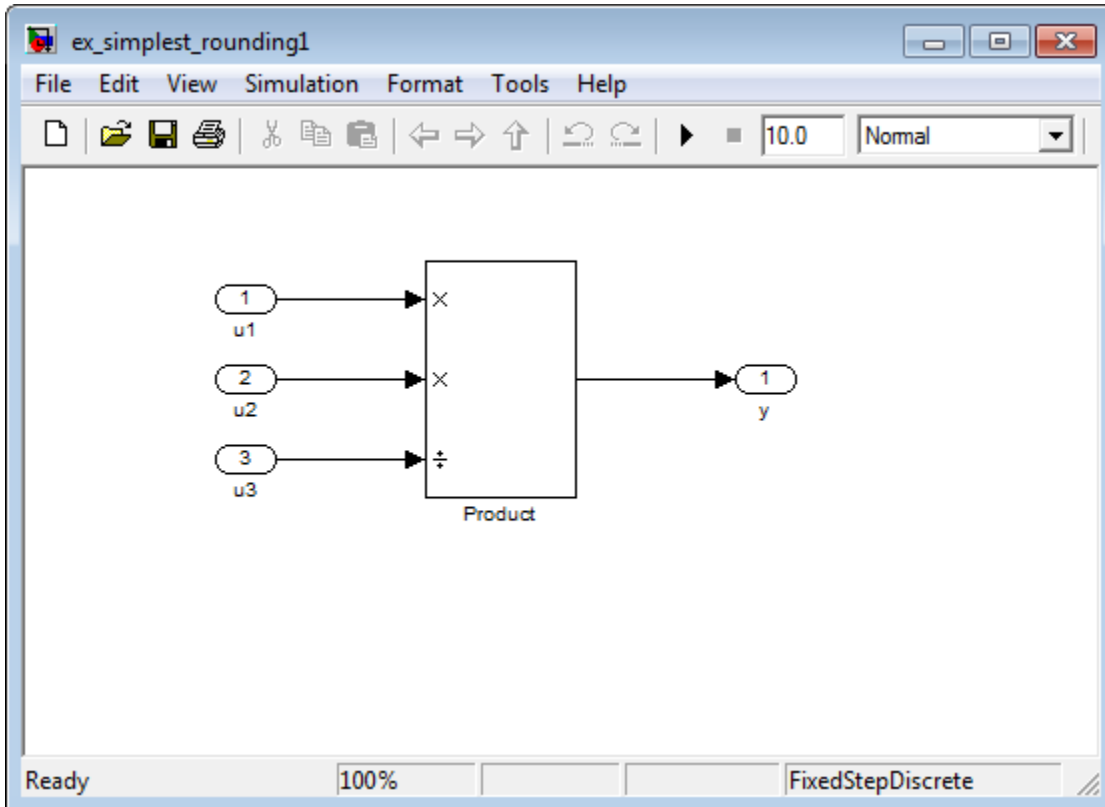 ex_simplest_rounding1
File Edit View Simulation Format Tools Help
10.0 Normal
1 ×
u1
2 × 1
u2 y
3 ÷
u3
Product
Ready 100% FixedStepDiscrete